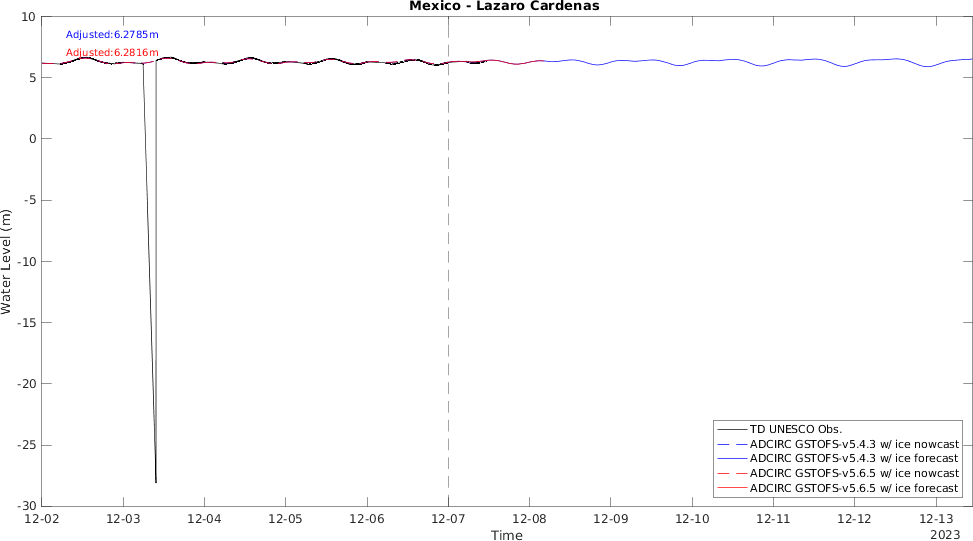 Mexico - Lazaro Cardenas
10
Adjusted:6.2785m
Adjusted:6.2816m
5
0
-5
-10
-15
-20
-25
-30
Water Level (m)
TD UNESCO Obs.
ADCIRC GSTOFS-v5.4.3 w/ ice nowcast
ADCIRC GSTOFS-v5.4.3 w/ ice forecast
ADCIRC GSTOFS-v5.6.5 w/ ice nowcast
ADCIRC GSTOFS-v5.6.5 w/ ice forecast
12-02 12-03 12-04 12-05 12-06 12-07 12-08 12-09 12-10 12-11 12-12 12-13
Time
2023